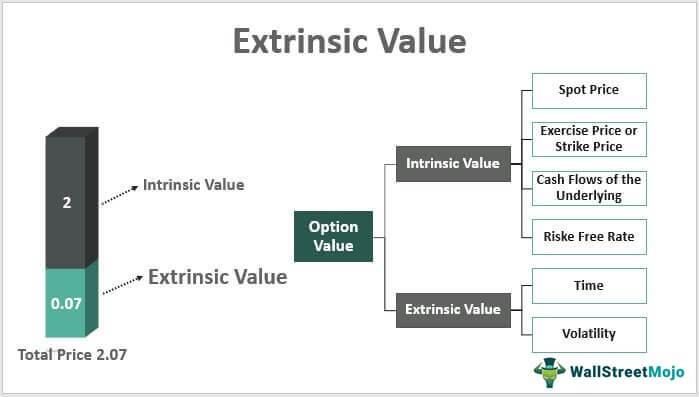 Extrinsic Value
2
Intrinsic Value
0.07
Extrinsic Value
Total Price 2.07
Option
Value
Intrinsic Value
Spot Price
Exercise Price or
Strike Price
Cash Flows of the
Underlying
Riske Free Rate
Extrinsic Value
Time
Volatility
WallStreetMojo